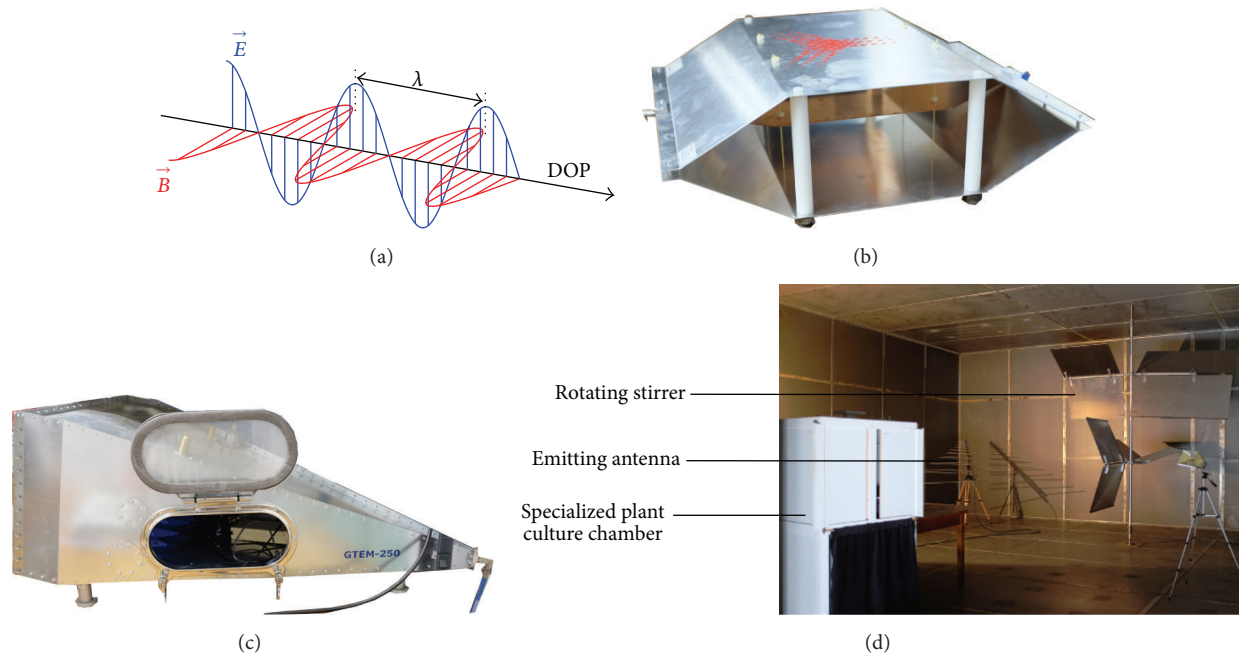 E
λ
B
DOP
(a)
(b)
Rotating stirrer
Emitting antenna
Specialized plant
culture chamber
GTEM-250
(c)
(d)